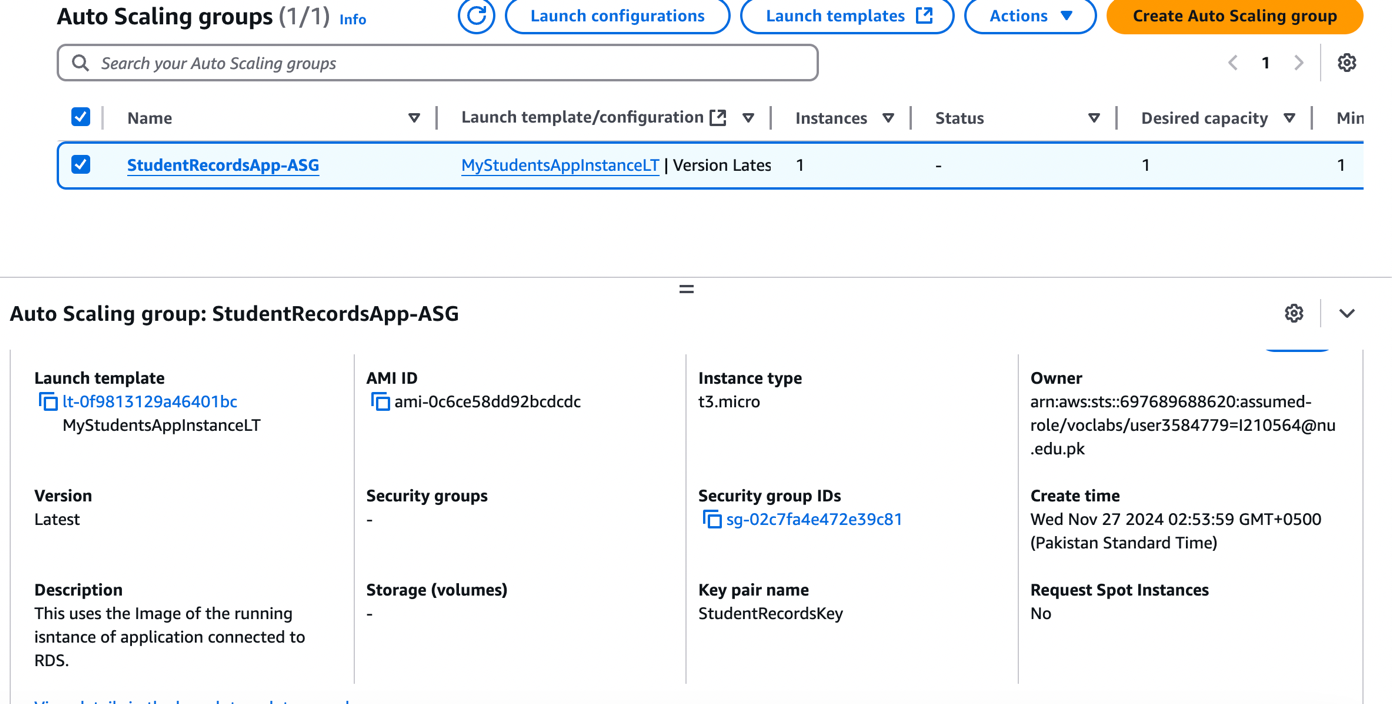 Auto Scaling groups (1/1) Info
Launch configurations
Launch templates
Actions
Create Auto Scaling group
Search your Auto Scaling groups
1
Name
Launch template/configuration
Instances
Status
Desired capacity
Min
StudentRecordsApp-ASG
MyStudentsAppInstanceLT | Version Lates
1
-
1
1
Auto Scaling group: StudentRecordsApp-ASG
Launch template
lt-0f9813129a46401bc
MyStudentsAppInstanceLT
AMI ID
ami-0c6ce58dd92bcdcdc
Instance type
t3.micro
Owner
arn:aws:sts::697689688620:assumed-
role/voclabs/user3584779=I210564@nu
.edu.pk
Version
Latest
Security groups
-
Security group IDs
sg-02c7fa4e472e39c81
Create time
Wed Nov 27 2024 02:53:59 GMT+0500
(Pakistan Standard Time)
Description
This uses the Image of the running
isntance of application connected to
RDS.
Storage (volumes)
-
Key pair name
StudentRecordsKey
Request Spot Instances
No